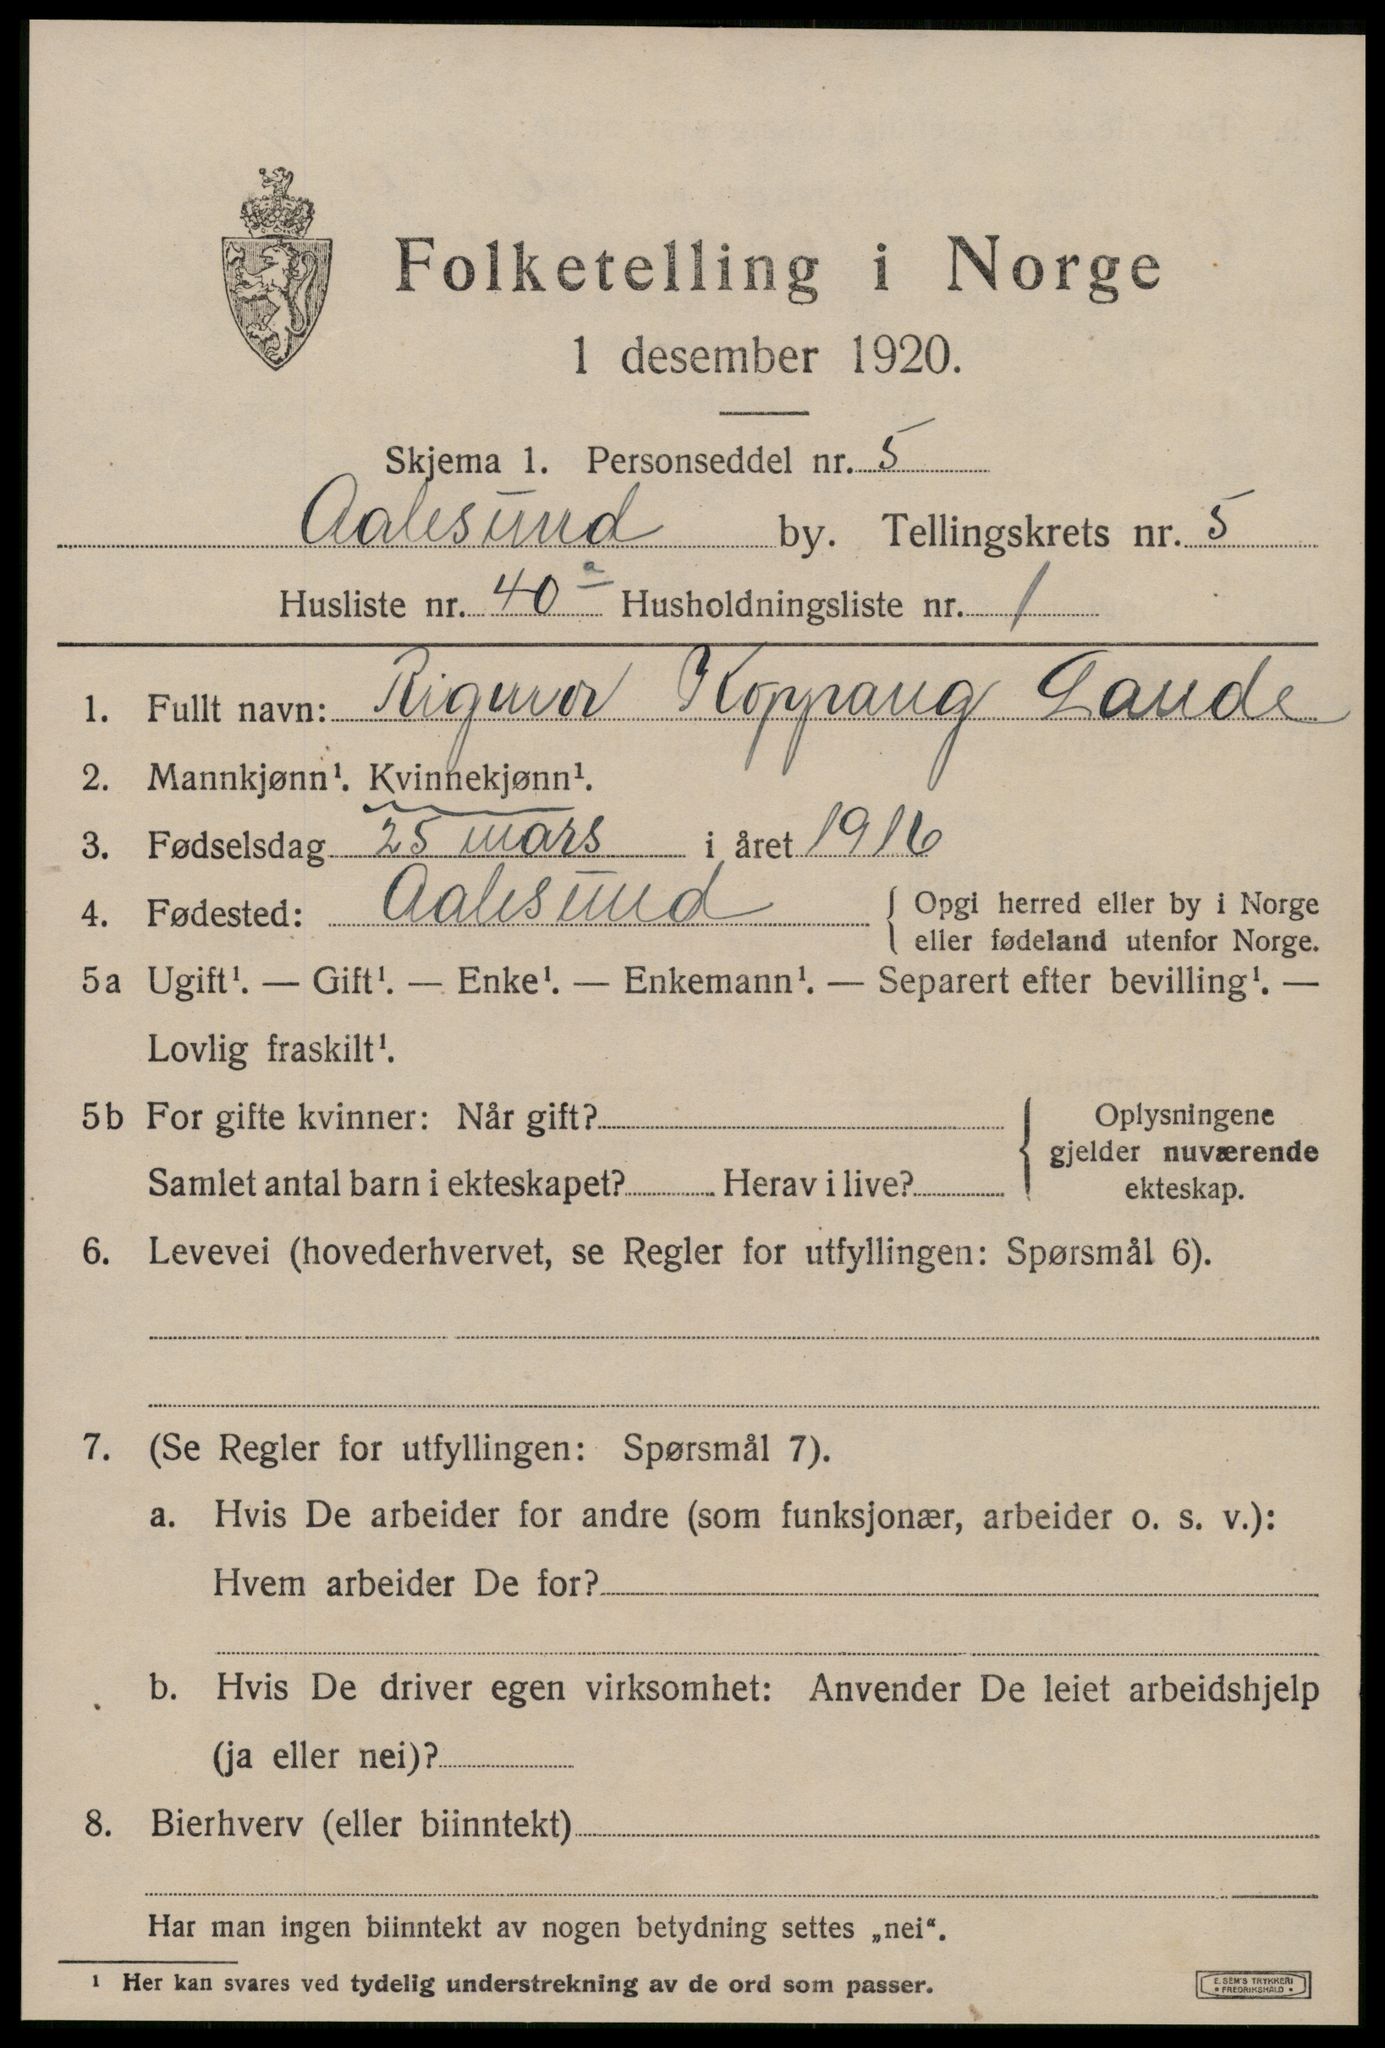 Folketelling i Norge
1 desember 1920.
Skjema 1. Personseddel nr. 5
Aalesund by. Tellingskrets nr. 5
Husliste nr. 40 a Husholdningsliste nr. 1
1. Fullt navn: Rigmor Koppang Lande
2. Mannkjønn¹. Kvinnekjønn¹.
3. Fødselsdag 25 mars i året 1916
4. Fødested: Aalesund { Opgi herred eller by i Norge
eller fødeland utenfor Norge.
5a Ugift¹. — Gift¹. — Enke¹. — Enkemann¹. — Separert efter bevilling¹. —
Lovlig fraskilt¹.
5b For gifte kvinner: Når gift? { Oplysningene
gjelder nuværende
Samlet antal barn i ekteskapet? Herav i live? ekteskap.
6. Levevei (hovederhvervet, se Regler for utfyllingen: Spørsmål 6).
7. (Se Regler for utfyllingen: Spørsmål 7).
a. Hvis De arbeider for andre (som funksjonær, arbeider o. s. v.):
Hvem arbeider De for?
b. Hvis De driver egen virksomhet: Anvender De leiet arbeidshjelp
(ja eller nei)?
8. Bierhverv (eller biinntekt)
Har man ingen biinntekt av nogen betydning settes „nei“.
¹ Her kan svares ved tydelig understrekning av de ord som passer.
E. SEM'S TRYKKERI
• FREDRIKSHALD •